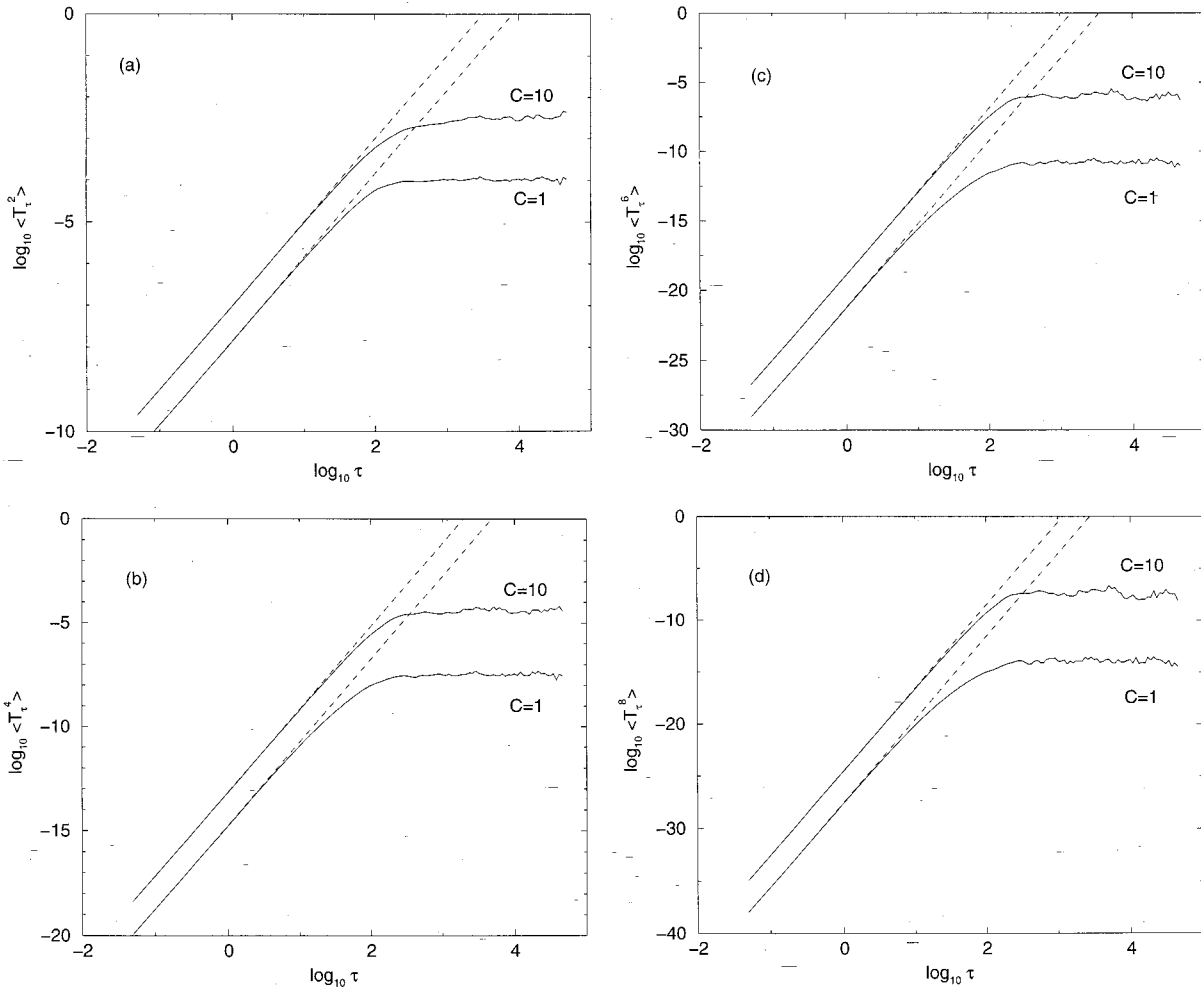 (a)
C=10
C=1
log₁₀ <T_τ²>
0
−5
−10
−2
0
2
4
log₁₀ τ
(c)
C=10
C=1
log₁₀ <T_τ⁶>
0
−5
−10
−15
−20
−25
−30
−2
0
2
4
log₁₀ τ
(b)
C=10
C=1
log₁₀ <T_τ⁴>
0
−5
−10
−15
−20
−2
0
2
4
log₁₀ τ
(d)
C=10
C=1
log₁₀ <T_τ⁸>
0
−10
−20
−30
−40
−2
0
2
4
log₁₀ τ